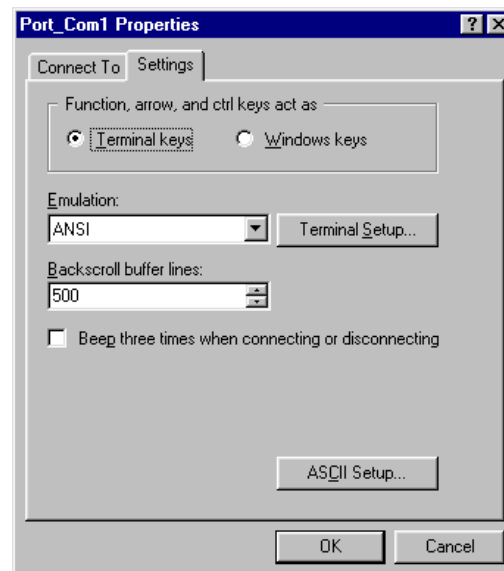 Port_Com1 Properties
Connect To Settings
Function, arrow, and ctrl keys act as
Terminal keys Windows keys
Emulation:
ANSI Terminal Setup...
Backscroll buffer lines:
500
Beep three times when connecting or disconnecting
ASCII Setup...
OK Cancel